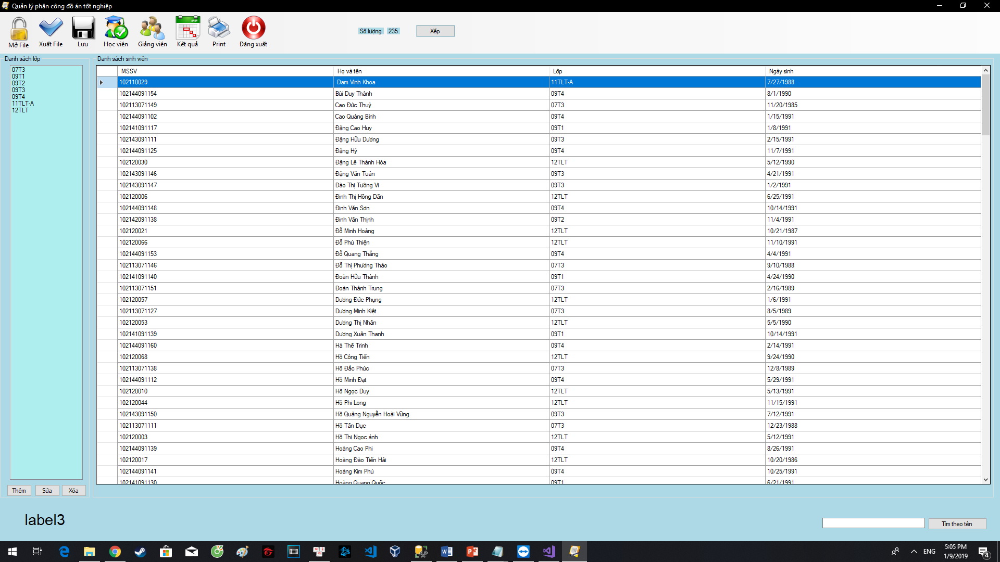 Quản lý phân công đồ án tốt nghiệp
Mở File Xuất File Lưu Học viên Giảng viên Kết quả Print Đăng xuất
Số lượng 235 Xếp
Danh sách lớp
07T3
09T1
09T2
09T3
09T4
11TLT-A
12TLT
Thêm Sửa Xóa
Danh sách sinh viên
MSSV Họ và tên Lớp Ngày sinh
102110029 Dam Vinh Khoa 11TLT-A 7/27/1988
102144091154 Bùi Duy Thành 09T4 8/1/1990
102113071149 Cao Đức Thuỷ 07T3 11/20/1985
102144091102 Cao Quảng Bình 09T4 1/15/1991
102141091117 Đặng Cao Huy 09T1 1/8/1991
102143091111 Đặng Hữu Dương 09T3 2/15/1991
102144091125 Đặng Hỷ 09T4 11/7/1991
102120030 Đặng Lê Thành Hóa 12TLT 5/12/1990
102143091146 Đặng Văn Tuân 09T3 4/21/1991
102143091147 Đào Thị Tường Vi 09T3 1/2/1991
102120006 Đinh Thị Hồng Dãn 12TLT 6/25/1991
102144091148 Đinh Văn Sơn 09T4 10/14/1991
102142091138 Đinh Văn Thịnh 09T2 11/4/1991
102120021 Đỗ Minh Hoàng 12TLT 10/21/1987
102120066 Đỗ Phú Thiện 12TLT 11/10/1991
102144091153 Đỗ Quang Thắng 09T4 4/4/1991
102113071146 Đỗ Thị Phương Thảo 07T3 9/10/1988
102141091140 Đoàn Hữu Thành 09T1 4/24/1990
102113071151 Đoàn Thành Trung 07T3 2/16/1989
102120057 Dương Đức Phụng 12TLT 1/6/1991
102113071127 Dương Minh Kiệt 07T3 8/5/1989
102120053 Dương Thị Nhân 12TLT 5/5/1990
102141091139 Dương Xuân Thanh 09T1 10/14/1991
102144091160 Hà Thế Trinh 09T4 2/14/1991
102120068 Hồ Công Tiến 12TLT 9/24/1990
102113071138 Hồ Đắc Phúc 07T3 12/8/1989
102144091112 Hồ Minh Đạt 09T4 5/29/1991
102120010 Hồ Ngọc Duy 12TLT 5/13/1991
102120044 Hồ Phi Long 12TLT 11/15/1991
102143091150 Hồ Quảng Nguyễn Hoài Vững 09T3 7/12/1991
102113071111 Hồ Tấn Dục 07T3 12/23/1988
102120003 Hồ Thị Ngọc ánh 12TLT 5/12/1991
102144091139 Hoàng Cao Phi 09T4 8/26/1991
102120017 Hoàng Đào Tiến Hải 12TLT 10/20/1986
102144091141 Hoàng Kim Phú 09T4 10/25/1991
102141091130 Hoàng Quang Quốc 09T1 6/21/1991
label3
Tìm theo tên
ENG 5:05 PM
1/9/2019
4